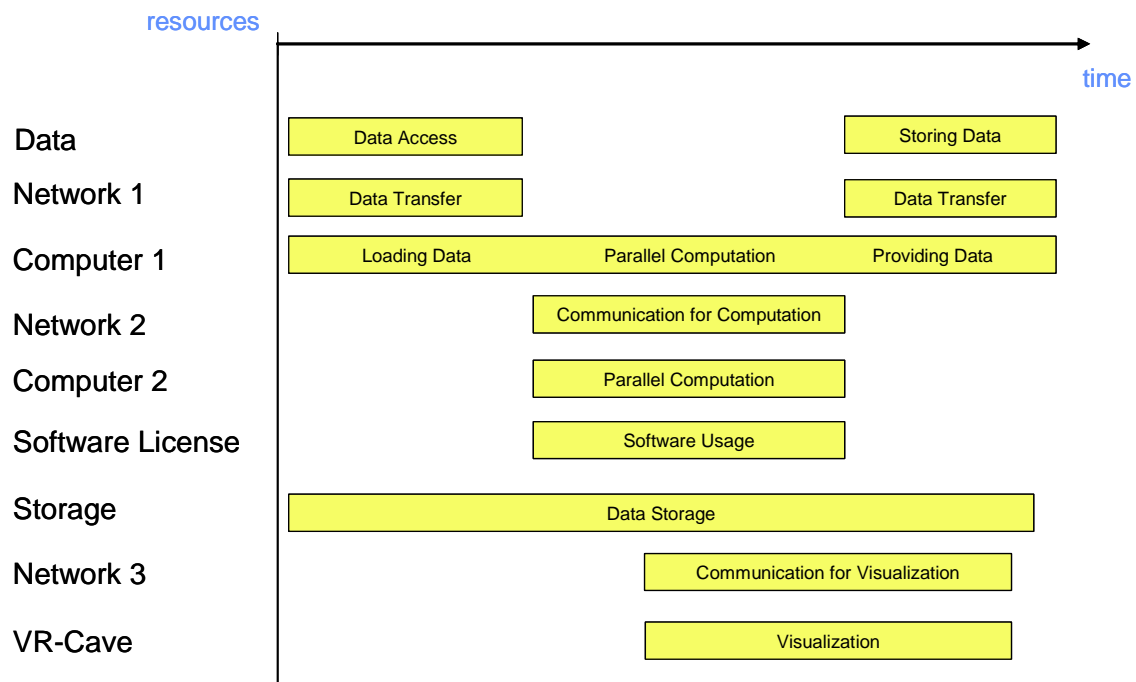 resources
time
Data
Data Access
Storing Data
Network 1
Data Transfer
Data Transfer
Computer 1
Loading Data
Parallel Computation
Providing Data
Network 2
Communication for Computation
Computer 2
Parallel Computation
Software License
Software Usage
Storage
Data Storage
Network 3
Communication for Visualization
VR-Cave
Visualization